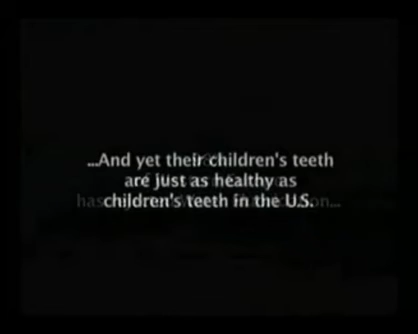 ...And yet their children's teeth
are just as healthy as
children's teeth in the U.S.